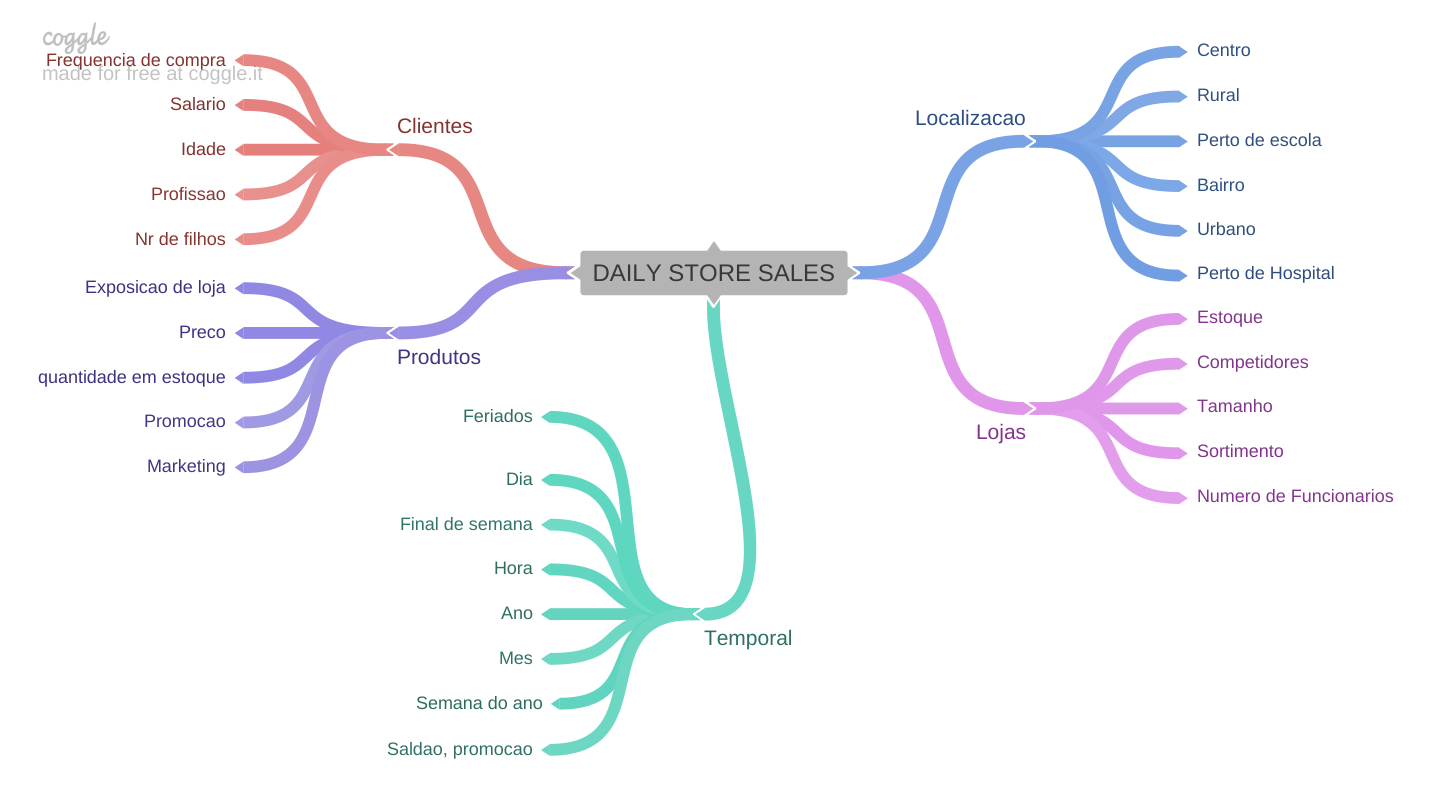 coggle
made for free at coggle.it
DAILY STORE SALES
Clientes
Frequencia de compra
Salario
Idade
Profissao
Nr de filhos
Produtos
Exposicao de loja
Preco
quantidade em estoque
Promocao
Marketing
Temporal
Feriados
Dia
Final de semana
Hora
Ano
Mes
Semana do ano
Saldao, promocao
Localizacao
Centro
Rural
Perto de escola
Bairro
Urbano
Perto de Hospital
Lojas
Estoque
Competidores
Tamanho
Sortimento
Numero de Funcionarios